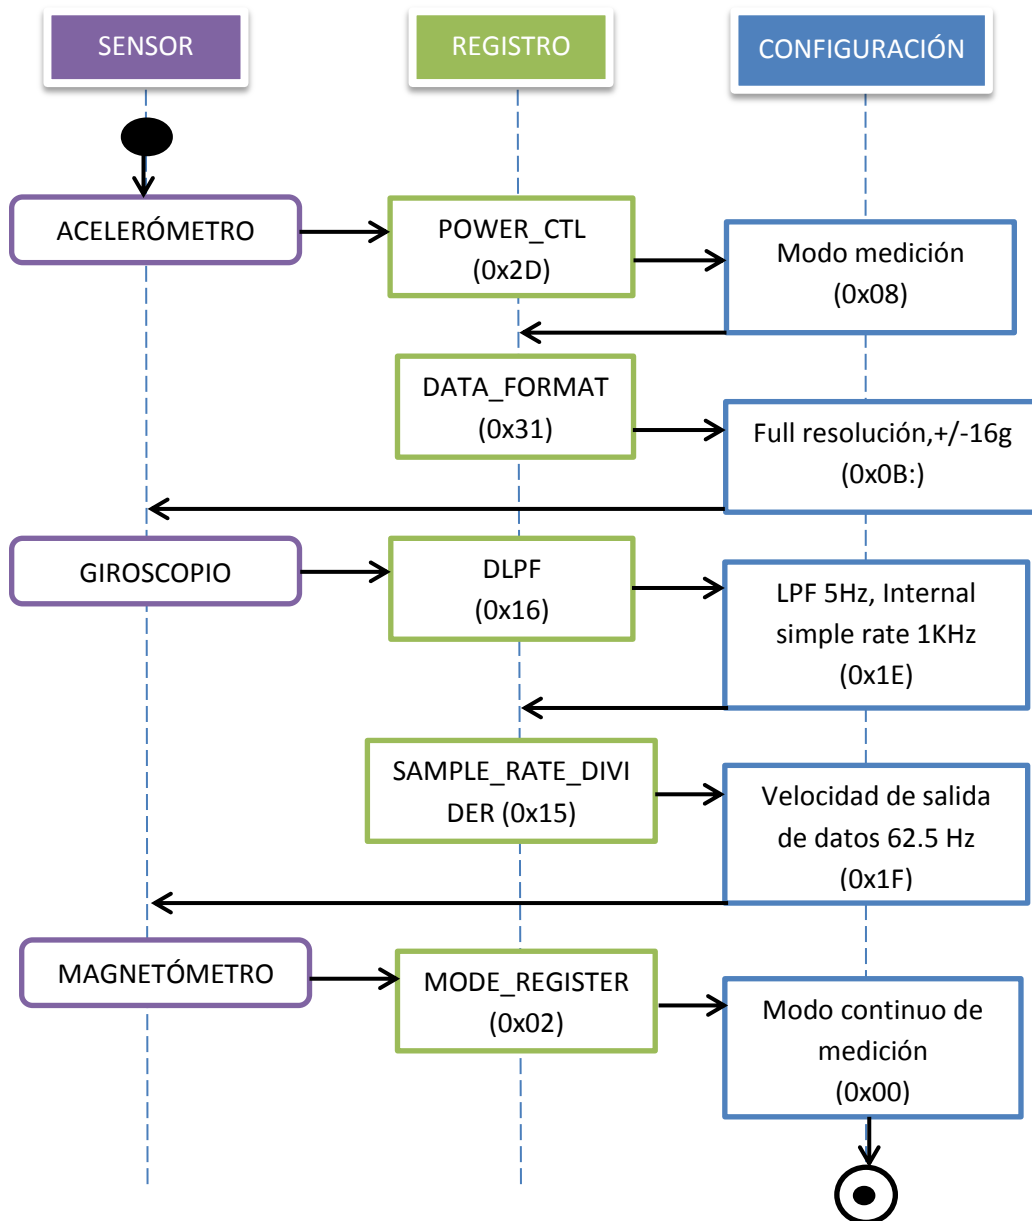 SENSOR
REGISTRO
CONFIGURACIÓN
ACELERÓMETRO
POWER_CTL
(0x2D)
Modo medición
(0x08)
DATA_FORMAT
(0x31)
Full resolución,+/-16g
(0x0B:)
GIROSCOPIO
DLPF
(0x16)
LPF 5Hz, Internal
simple rate 1KHz
(0x1E)
SAMPLE_RATE_DIVI
DER (0x15)
Velocidad de salida
de datos 62.5 Hz
(0x1F)
MAGNETÓMETRO
MODE_REGISTER
(0x02)
Modo continuo de
medición
(0x00)